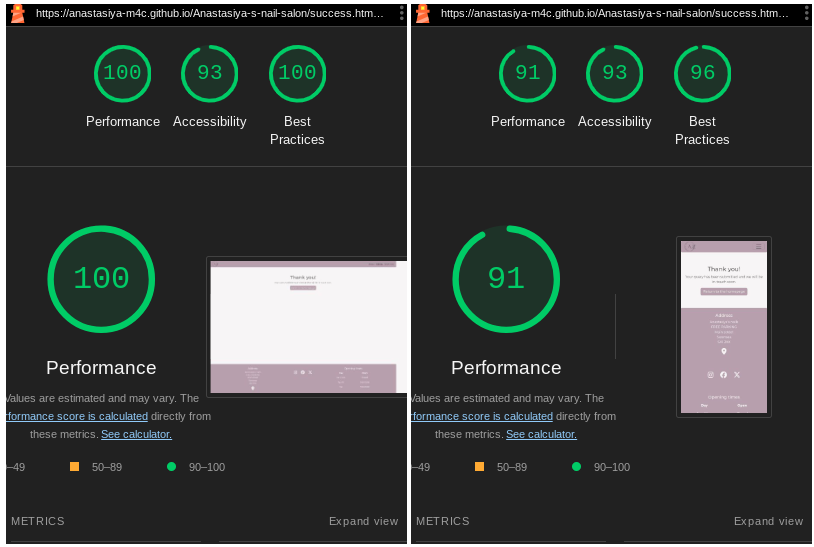 https://anastasiya-m4c.github.io/Anastasiya-s-nail-salon/success.htm...
100
93
100
Performance
Accessibility
Best
Practices
100
Thank you!
Performance
Values are estimated and may vary. The
rformance score is calculated directly from
these metrics. See calculator.
–49
50–89
90–100
METRICS
Expand view
https://anastasiya-m4c.github.io/Anastasiya-s-nail-salon/success.htm...
91
93
96
Performance
Accessibility
Best
Practices
91
Thank you!
Address
Opening times
Performance
Values are estimated and may vary. The
rformance score is calculated directly from
these metrics. See calculator.
–49
50–89
90–100
METRICS
Expand view